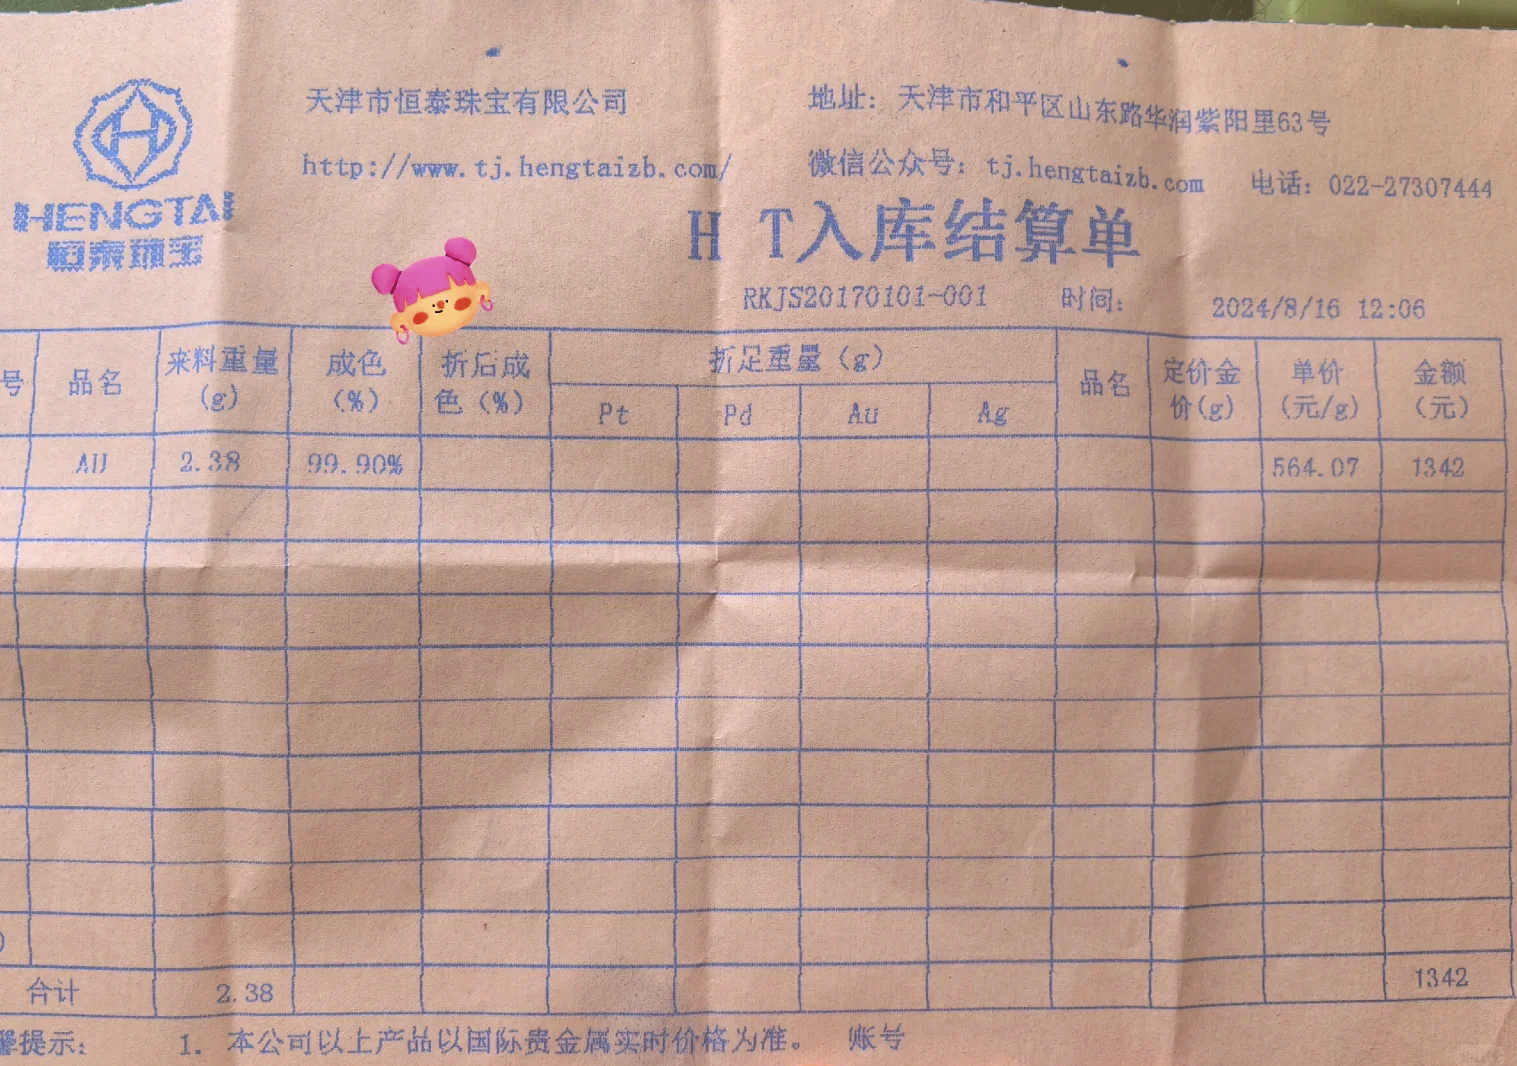 天津市恒泰珠宝有限公司 地址：天津市和平区山东路华润紫阳里63号
http://www.tj.hengtaizb.com/ 微信公众号：tj.hengtaizb.com 电话：022-27307444
HENGTAI
恒泰珠宝
H T入库结算单
RKJS20170101-001 时间： 2024/8/16 12:06
号 品名 来料重量(g) 成色(%) 折后成色(%) 折足重量(g) 品名 定价金价(g) 单价(元/g) 金额(元)
Pt Pd Au Ag
AU 2.38 99.90% 564.07 1342
合计 2.38 1342
馨提示： 1. 本公司以上产品以国际贵金属实时价格为准。 账号